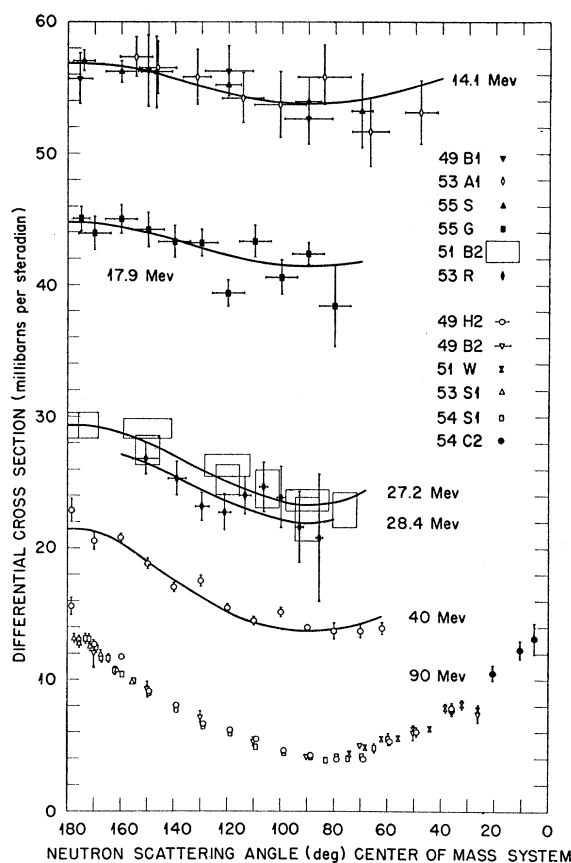 DIFFERENTIAL CROSS SECTION (millibarns per steradian)
60
50
40
30
20
10
0
14.1 Mev
49 B1
53 A1
55 S
55 G
51 B2
53 R
17.9 Mev
49 H2
49 B2
51 W
53 S1
54 S1
54 C2
27.2 Mev
28.4 Mev
40 Mev
90 Mev
180 160 140 120 100 80 60 40 20 0
NEUTRON SCATTERING ANGLE (deg) CENTER OF MASS SYSTEM